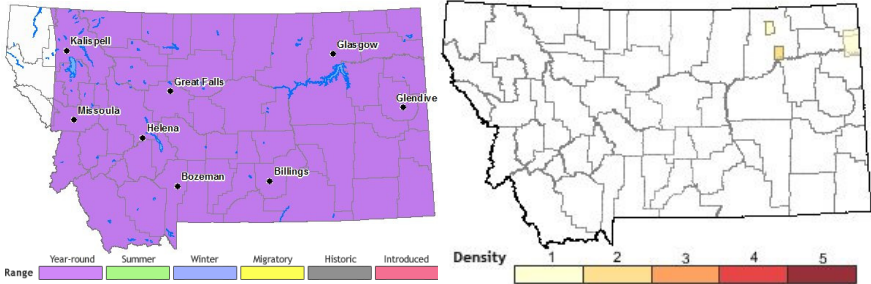 Kalispell
Glasgow
Great Falls
Glendive
Missoula
Helena
Bozeman
Billings
Range Year-round Summer Winter Migratory Historic Introduced
Density 1 2 3 4 5